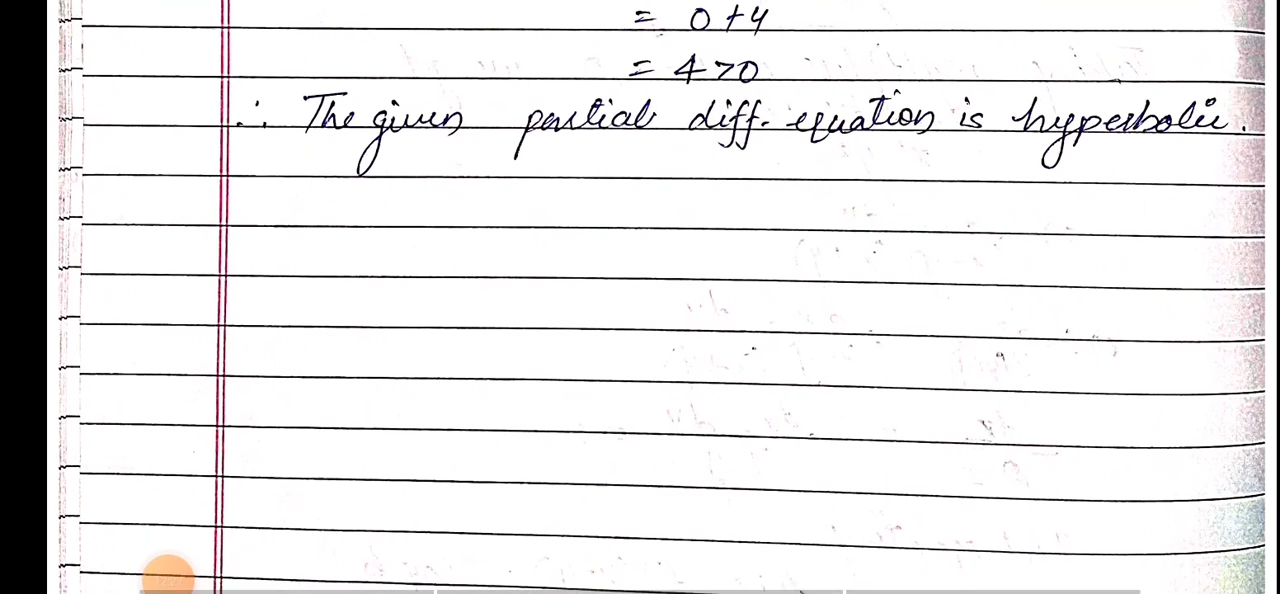 = 0 + 4
= 4 > 0
∴ The given partial diff. equation is hyperbolic.